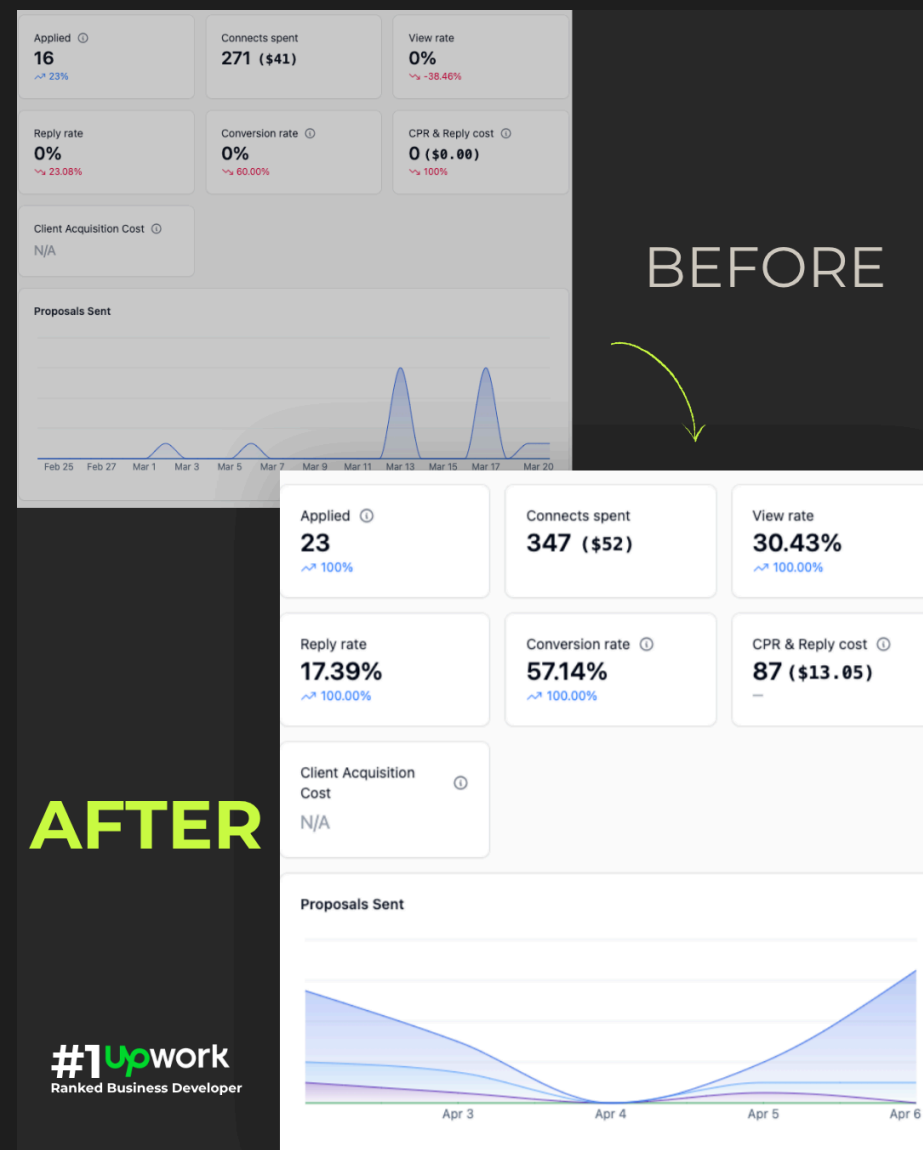 Applied
Connects spent
View rate
16
271 ($41)
0%
23%
-38.46%
Reply rate
Conversion rate
CPR & Reply cost
0%
0%
0 ($0.00)
23.08%
60.00%
100%
Client Acquisition Cost
N/A
BEFORE
Proposals Sent
Feb 25 Feb 27 Mar 1 Mar 3 Mar 5 Mar 7 Mar 9 Mar 11 Mar 13 Mar 15 Mar 17 Mar 20
Applied
Connects spent
View rate
23
347 ($52)
30.43%
100%
100.00%
Reply rate
Conversion rate
CPR & Reply cost
17.39%
57.14%
87 ($13.05)
100.00%
100.00%
—
Client Acquisition
Cost
N/A
AFTER
Proposals Sent
Apr 3 Apr 4 Apr 5 Apr 6
#1 upwork
Ranked Business Developer